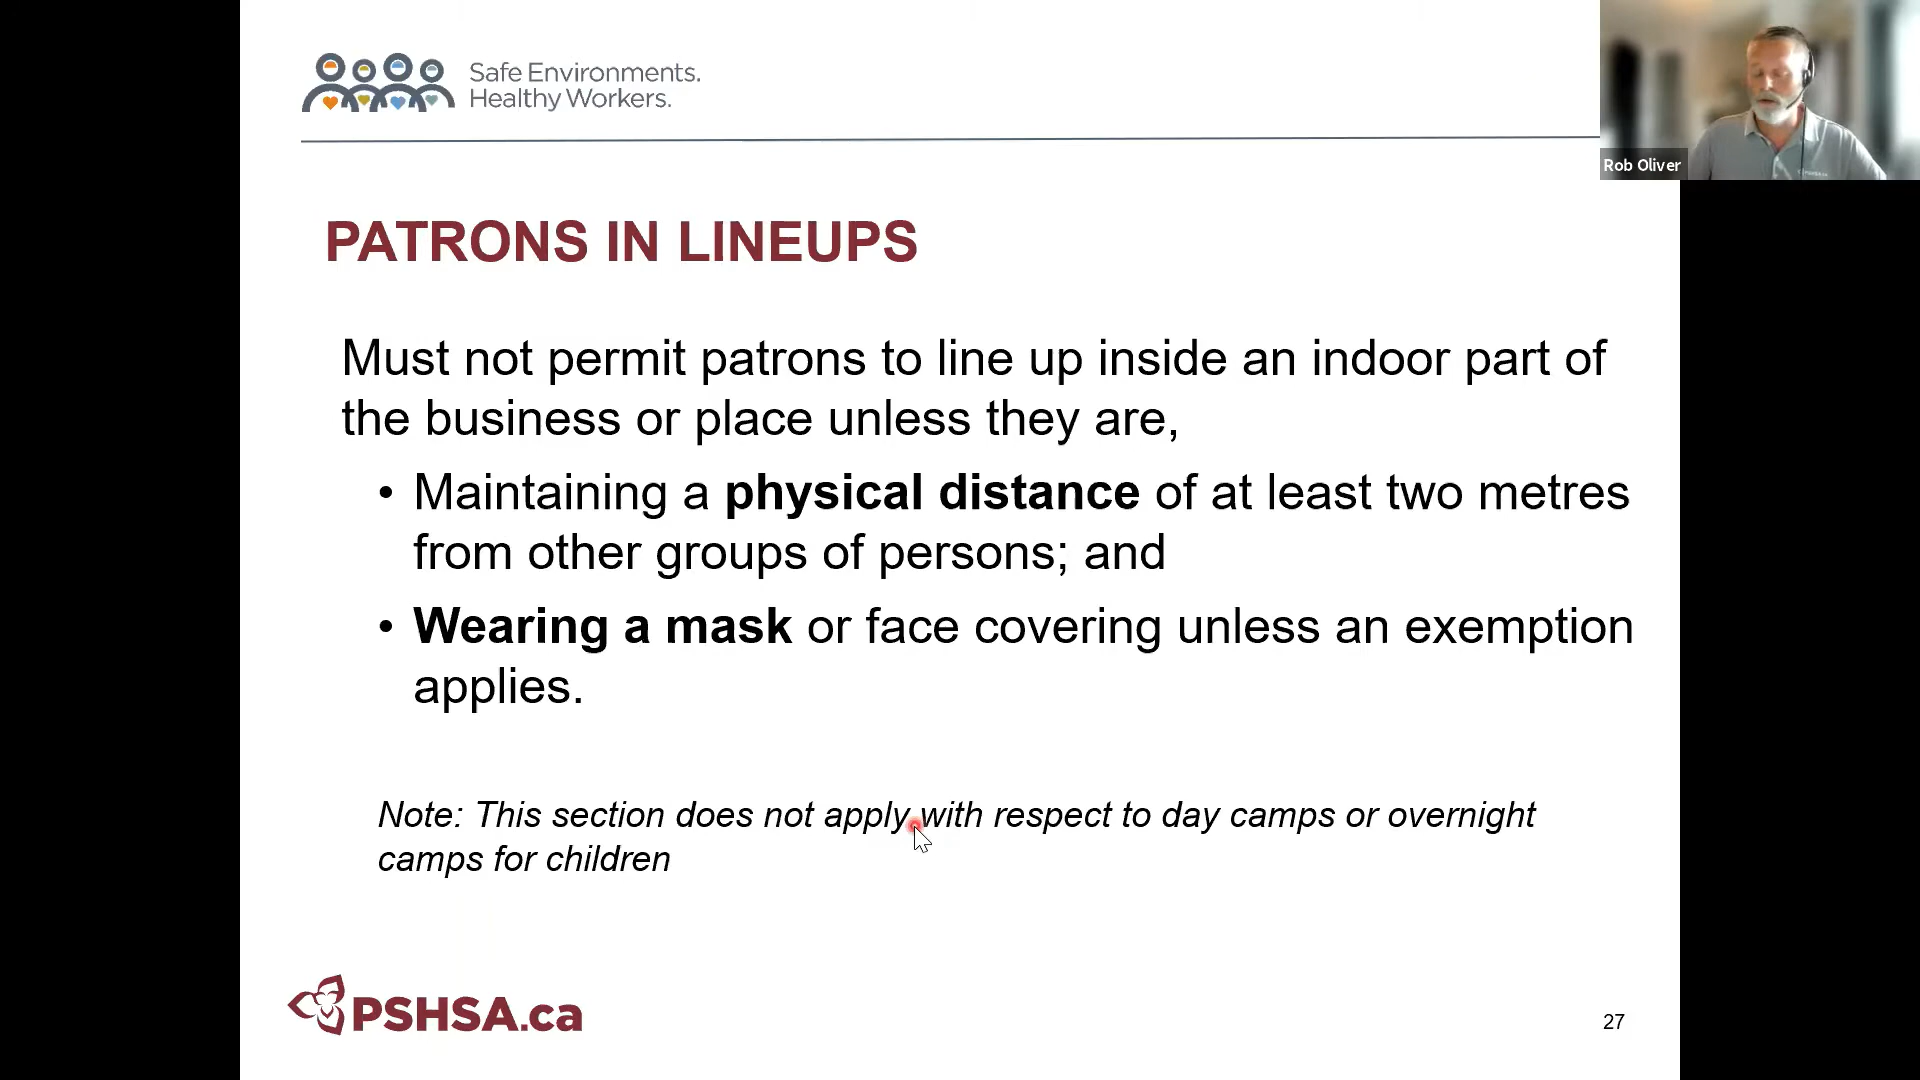 Safe Environments.
Healthy Workers.
Rob Oliver
PATRONS IN LINEUPS
Must not permit patrons to line up inside an indoor part of
the business or place unless they are,
• Maintaining a physical distance of at least two metres
from other groups of persons; and
• Wearing a mask or face covering unless an exemption
applies.
Note: This section does not apply with respect to day camps or overnight
camps for children
PSHSA.ca
27